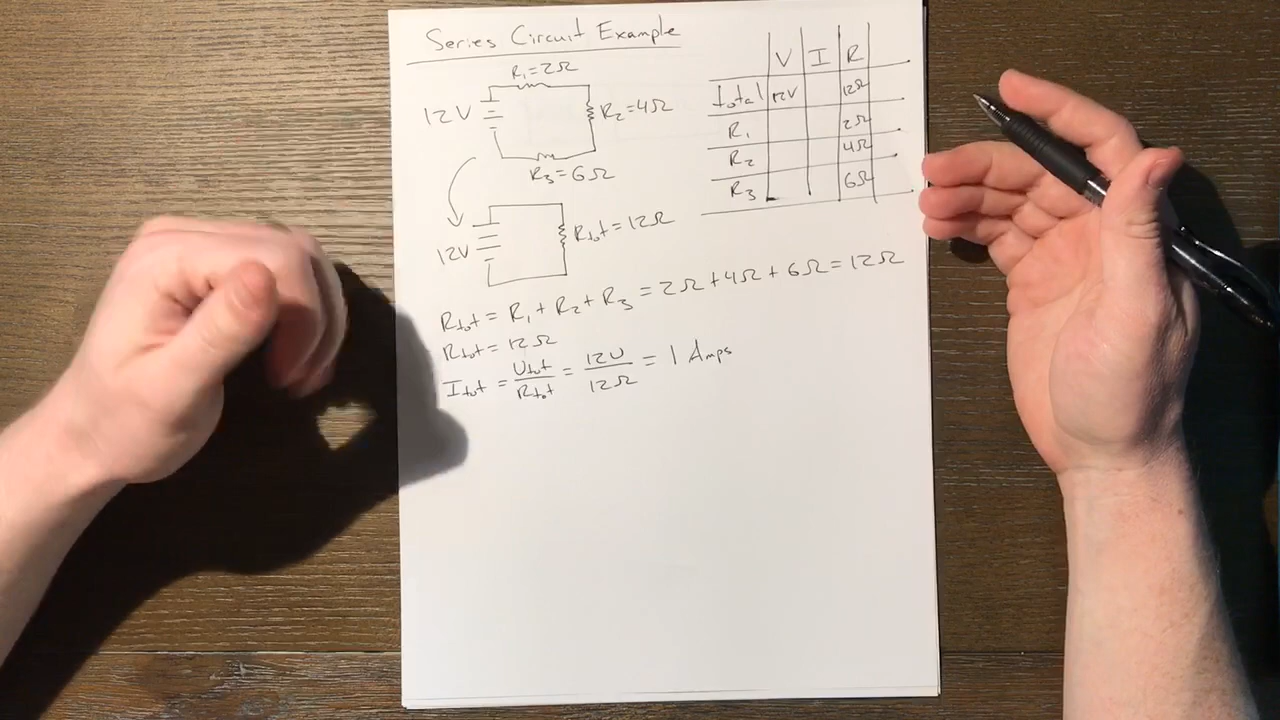 Series Circuit Example
R₁=2Ω
12V
R₂=4Ω
R₃=6Ω
12V
Rtot=12Ω
V I R
total 12V 12Ω
R₁ 2Ω
R₂ 4Ω
R₃ 6Ω
Rtot = R₁ + R₂ + R₃ = 2Ω+4Ω+6Ω=12Ω
Rtot = 12Ω
Itot = Vtot/Rtot = 12V/12Ω = 1 Amps